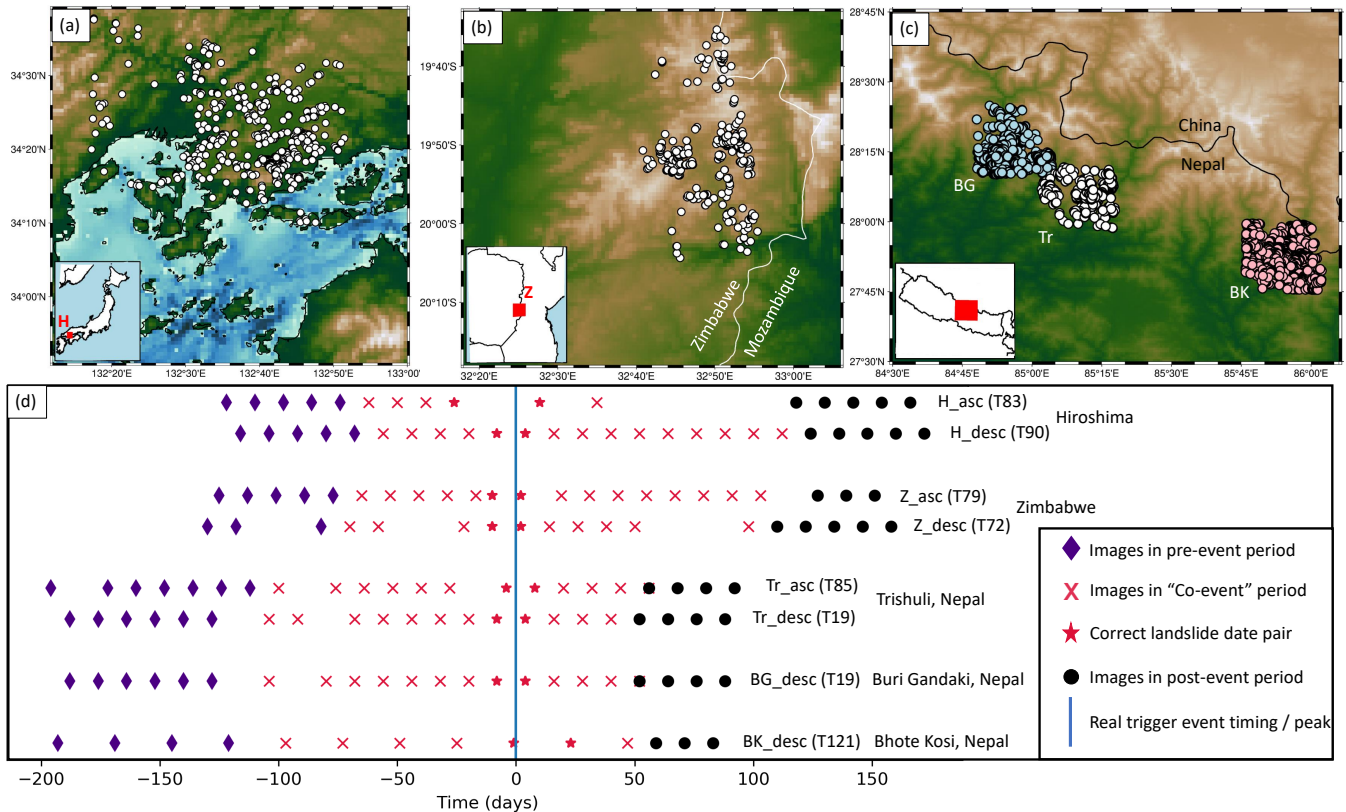 (a)
34°30'N
34°20'N
34°10'N
34°00'N
H
132°20'E
132°30'E
132°40'E
132°50'E
133°00'
(b)
19°40'S
19°50'S
20°00'S
20°10'S
Z
Zimbabwe
Mozambique
32°20'E
32°30'E
32°40'E
32°50'E
33°00'E
(c)
28°45'N
28°30'N
28°15'N
28°00'N
27°45'N
27°30'N
China
Nepal
BG
Tr
BK
84°30'E
84°45'E
85°00'E
85°15'E
85°30'E
85°45'E
86°00'E
(d)
H_asc (T83)
Hiroshima
H_desc (T90)
Z_asc (T79)
Zimbabwe
Z_desc (T72)
Tr_asc (T85)
Trishuli, Nepal
Tr_desc (T19)
BG_desc (T19) Buri Gandaki, Nepal
BK_desc (T121) Bhote Kosi, Nepal
Images in pre-event period
Images in “Co-event” period
Correct landslide date pair
Images in post-event period
Real trigger event timing / peak
−200 −150 −100 −50 0 50 100 150
Time (days)